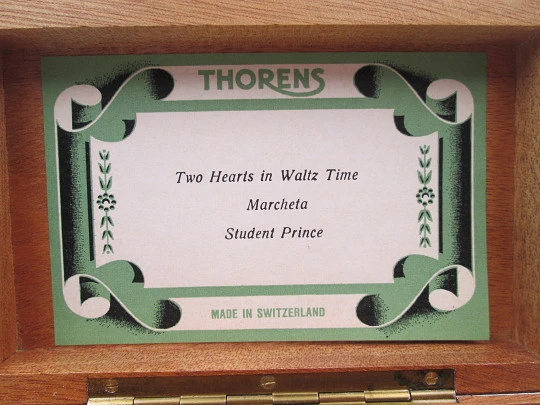 THORENS
Two Hearts in Waltz Time
Marcheta
Student Prince
MADE IN SWITZERLAND